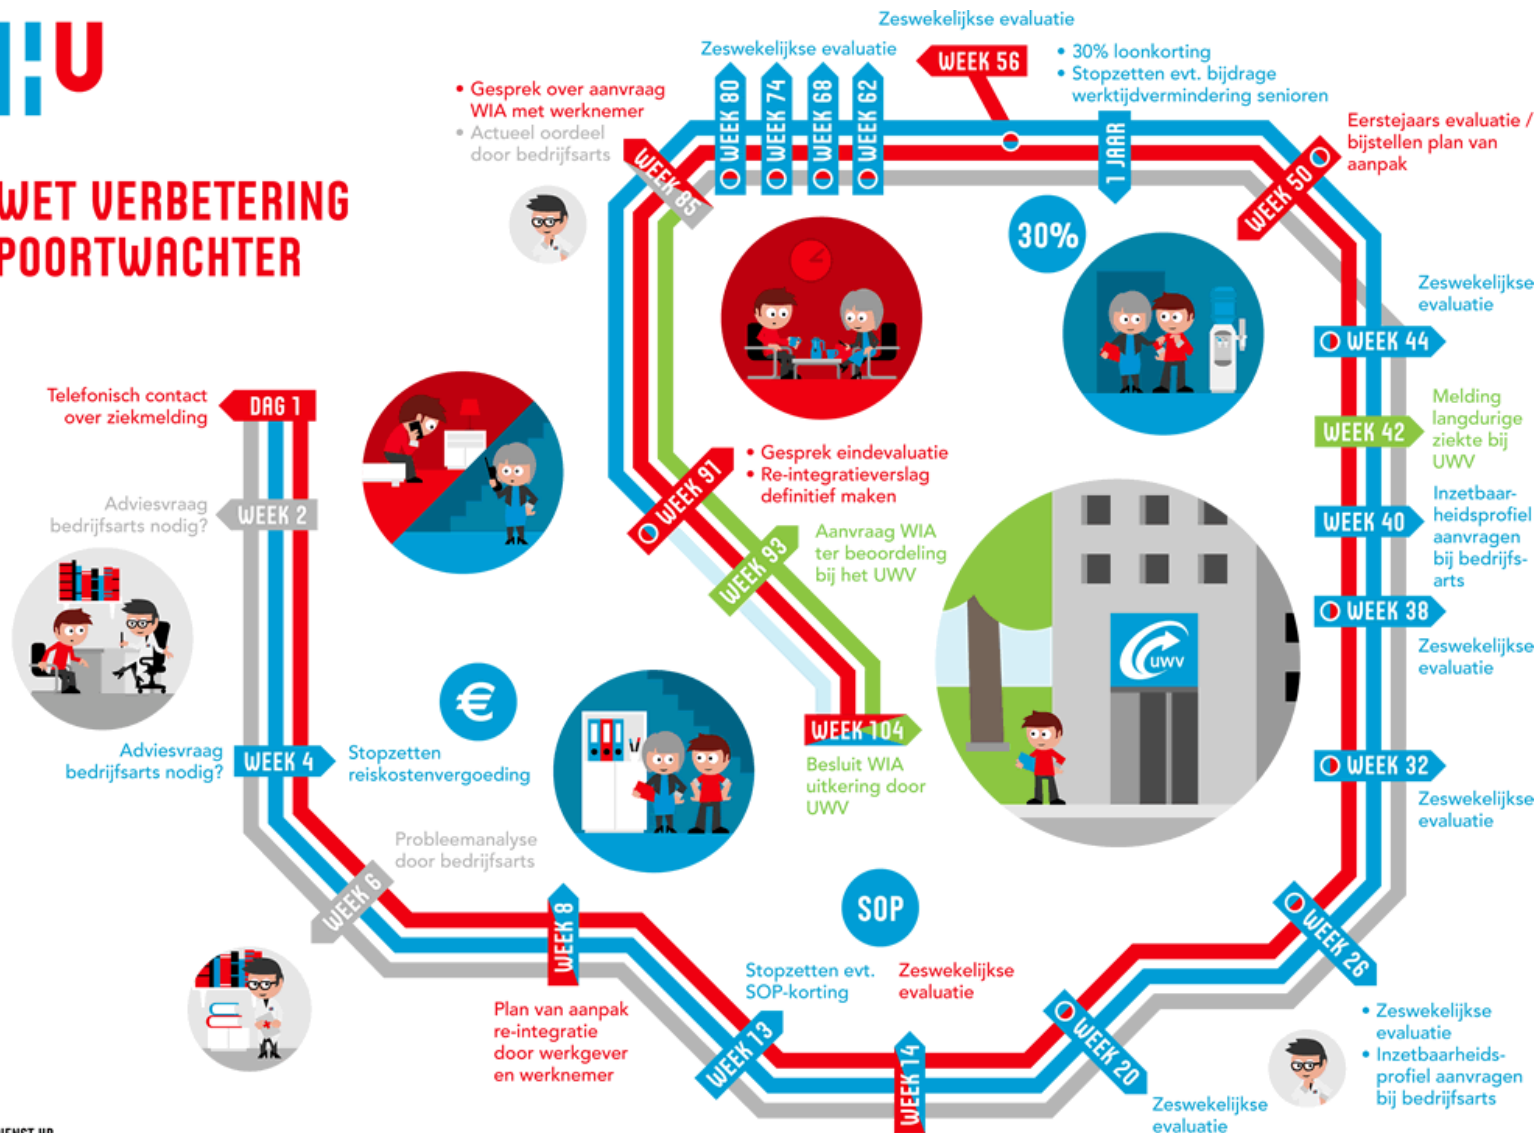 U
WET VERBETERING
POORTWACHTER
Telefonisch contact
over ziekmelding
DAG 1
Adviesvraag
bedrijfsarts nodig?
WEEK 2
Adviesvraag
bedrijfsarts nodig?
WEEK 4
Stopzetten
reiskostenvergoeding
€
Probleemanalyse
door bedrijfsarts
WEEK 6
WEEK 8
Plan van aanpak
re-integratie
door werkgever
en werknemer
SOP
Stopzetten evt.
SOP-korting
WEEK 13
Zeswekelijkse
evaluatie
WEEK 14
WEEK 20
Zeswekelijkse
evaluatie
WEEK 26
• Zeswekelijkse
evaluatie
• Inzetbaarheids-
profiel aanvragen
bij bedrijfsarts
WEEK 32
Zeswekelijkse
evaluatie
WEEK 38
Zeswekelijkse
evaluatie
WEEK 40
Inzetbaar-
heidsprofiel
aanvragen
bij bedrijfs-
arts
WEEK 42
Melding
langdurige
ziekte bij
UWV
Zeswekelijkse
evaluatie
WEEK 44
Eerstejaars evaluatie /
bijstellen plan van
aanpak
WEEK 50
1 JAAR
• 30% loonkorting
• Stopzetten evt. bijdrage
werktijdvermindering senioren
30%
Zeswekelijkse evaluatie
WEEK 56
Zeswekelijkse evaluatie
WEEK 62
WEEK 68
WEEK 74
WEEK 80
• Gesprek over aanvraag
WIA met werknemer
• Actueel oordeel
door bedrijfsarts
WEEK 85
WEEK 91
• Gesprek eindevaluatie
• Re-integratieverslag
definitief maken
WEEK 93
Aanvraag WIA
ter beoordeling
bij het UWV
WEEK 104
Besluit WIA
uitkering door
UWV
uwv